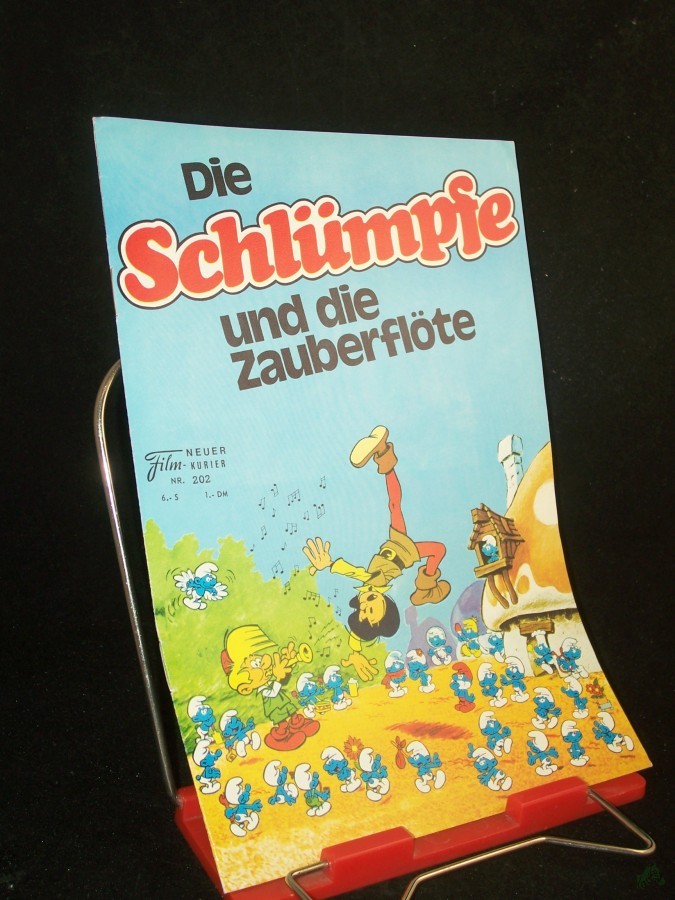 Die
Schlümpfe
und die
Zauberflöte
NEUER
Film-KURIER
NR. 202
6.-S 1.-DM